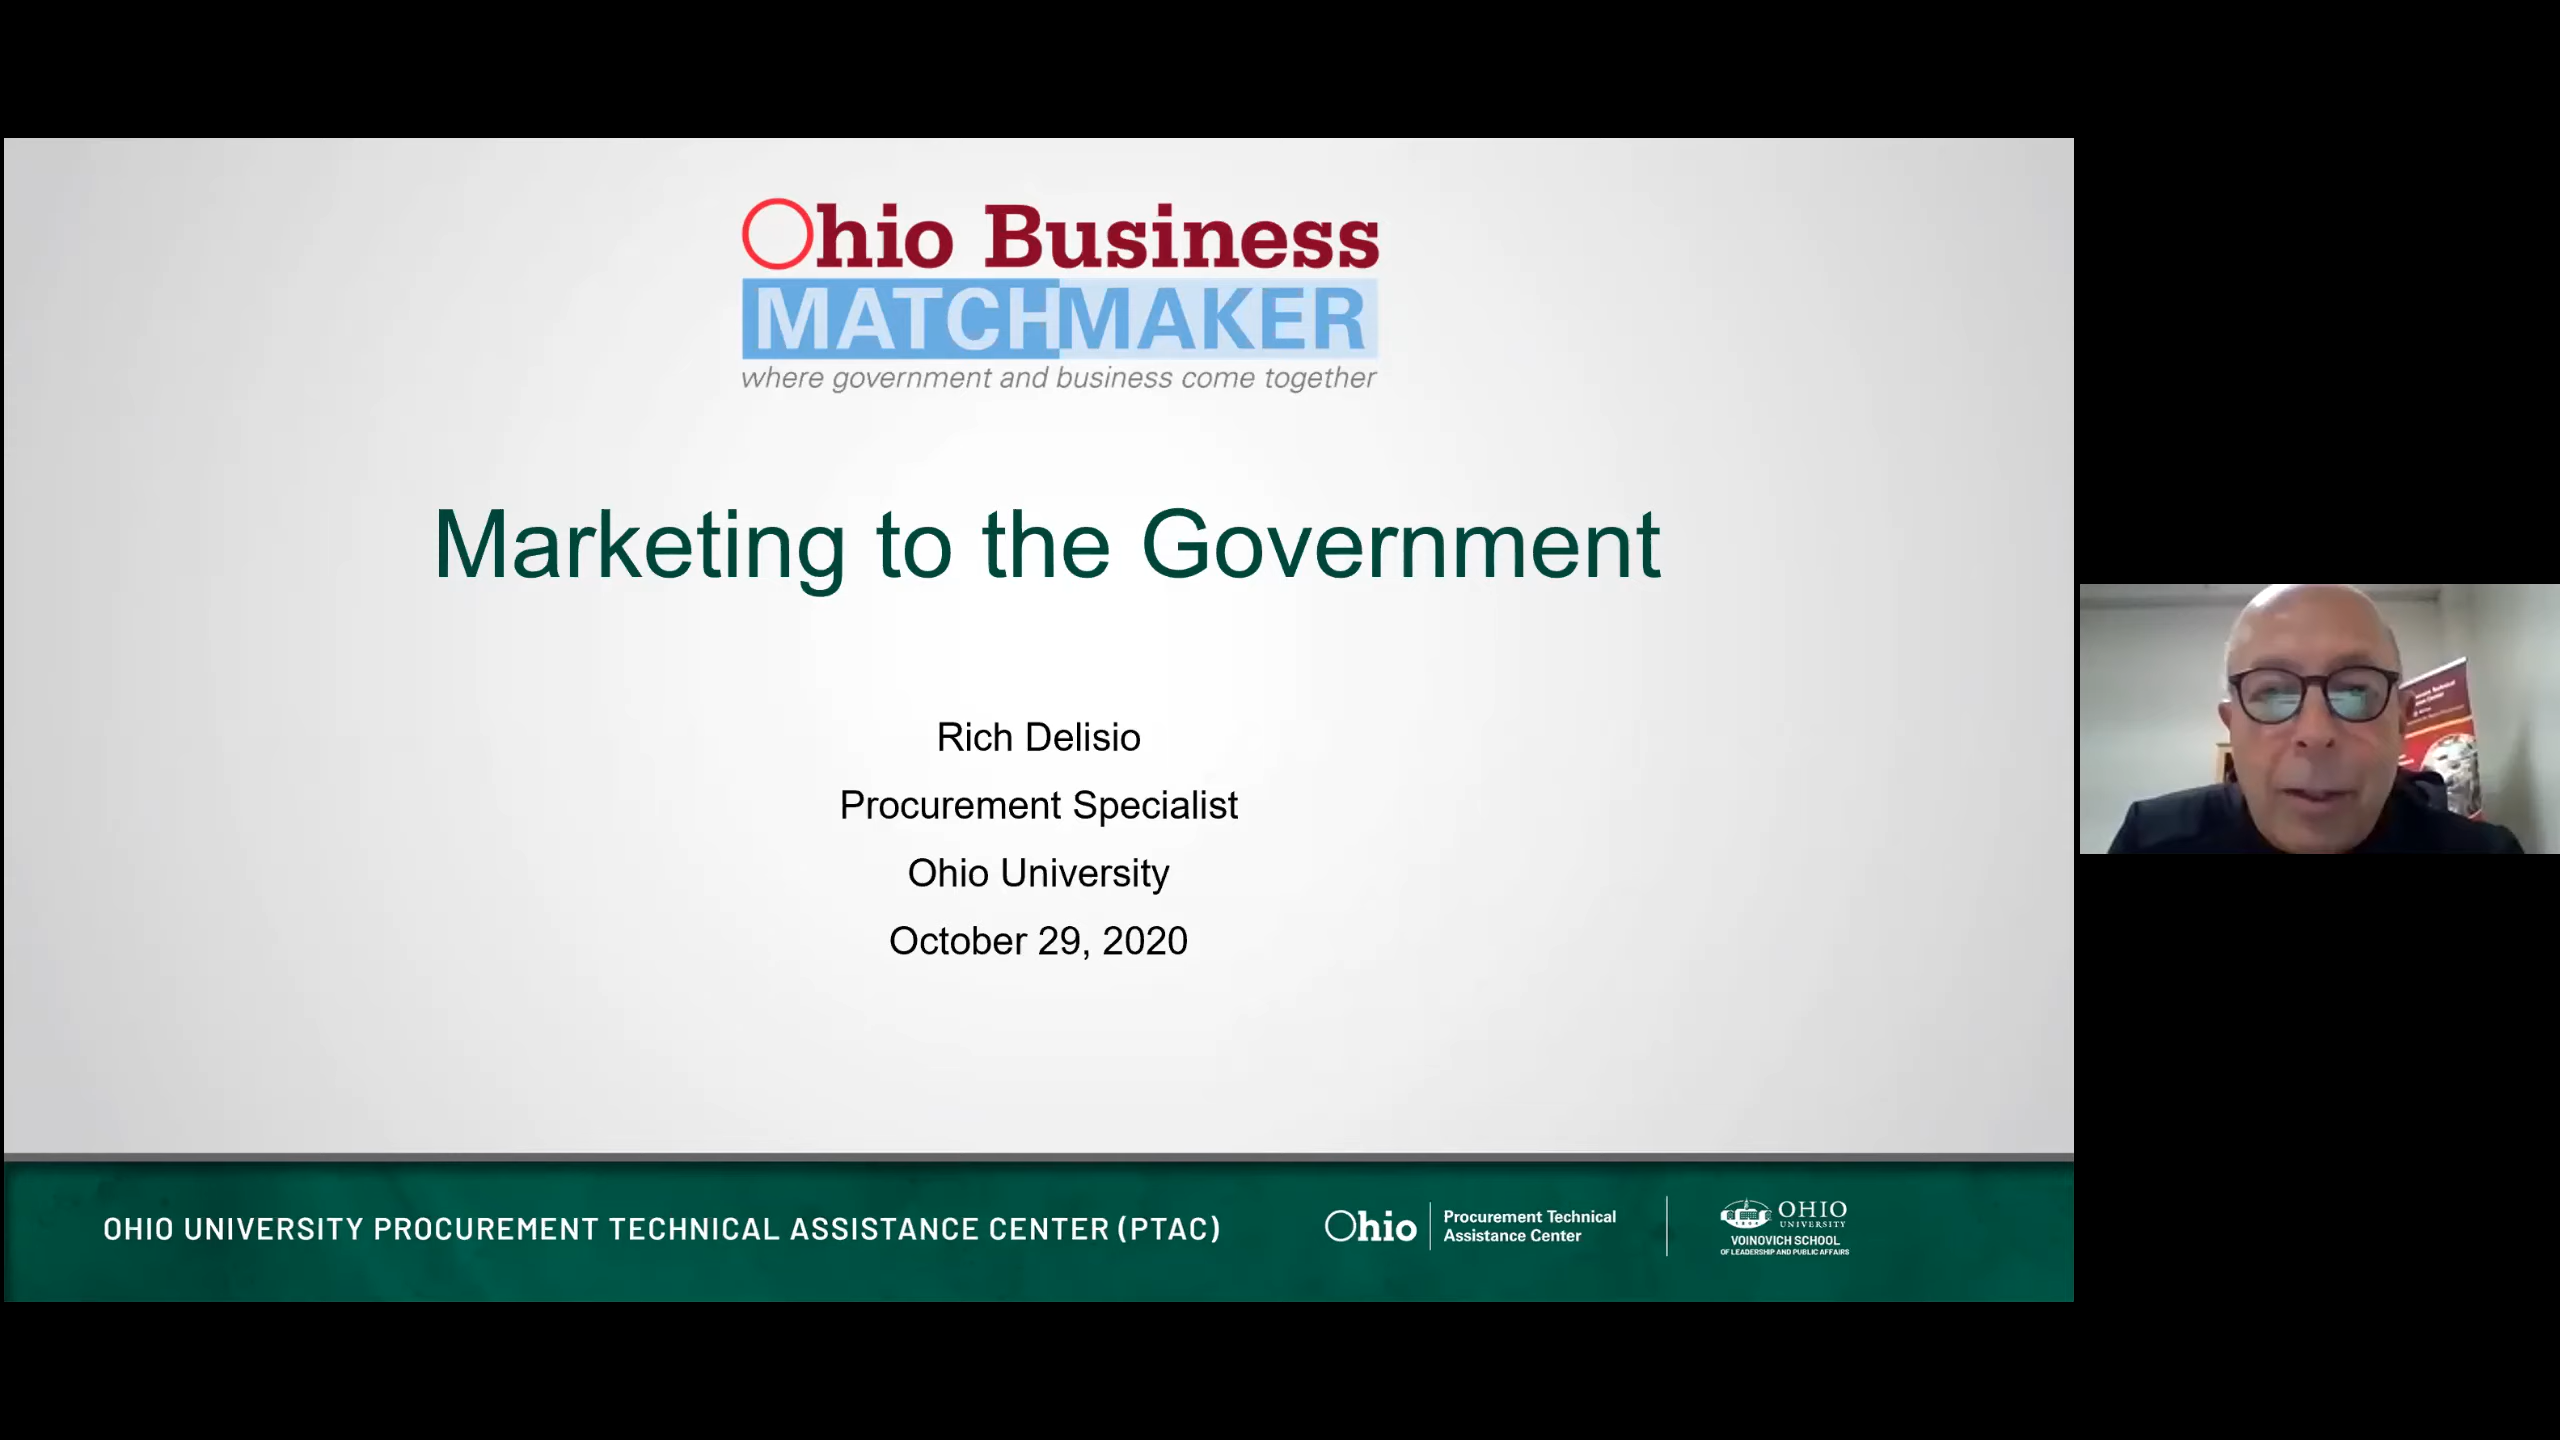 Ohio Business
MATCHMAKER
where government and business come together
Marketing to the Government
Rich Delisio
Procurement Specialist
Ohio University
October 29, 2020
OHIO UNIVERSITY PROCUREMENT TECHNICAL ASSISTANCE CENTER (PTAC)
Ohio
Procurement Technical
Assistance Center
OHIO
UNIVERSITY
VOINOVICH SCHOOL
OF LEADERSHIP AND PUBLIC AFFAIRS